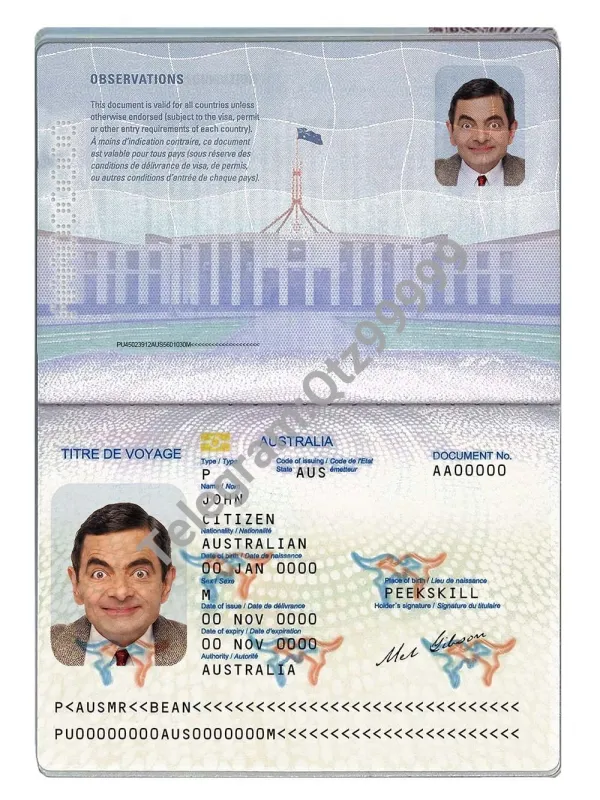 OBSERVATIONS
This document is valid for all countries unless
otherwise endorsed (subject to the visa, permit
or other entry requirements of each country).
À moins d'indication contraire, ce document
est valable pour tous pays (sous réserve des
conditions de délivrance de visa, de permis,
ou autres conditions d'entrée de chaque pays).
PU45023912AUS5601030M<<<<<<<<<<<<<<<<<<<<
Telegram:Qtz99999
TITRE DE VOYAGE
AUSTRALIA
Type / Type
Code of issuing / Code de l'Etat
State émetteur
DOCUMENT No.
P
AUS
AA00000
Name / Nom
JOHN
CITIZEN
Nationality / Nationalité
AUSTRALIAN
Date of birth / Date de naissance
00 JAN 0000
Sex / Sexe
Place of birth / Lieu de naissance
M
PEEKSKILL
Date of issue / Date de délivrance
Holder's signature / Signature du titulaire
00 NOV 0000
Date of expiry / Date d'expiration
00 NOV 0000
Mel Gibson
Authority / Autorité
AUSTRALIA
P<AUSMR<<BEAN<<<<<<<<<<<<<<<<<<<<<<<<<<<<<<<
PU00000000AUS0000000M<<<<<<<<<<<<<<<<<<<<<<<